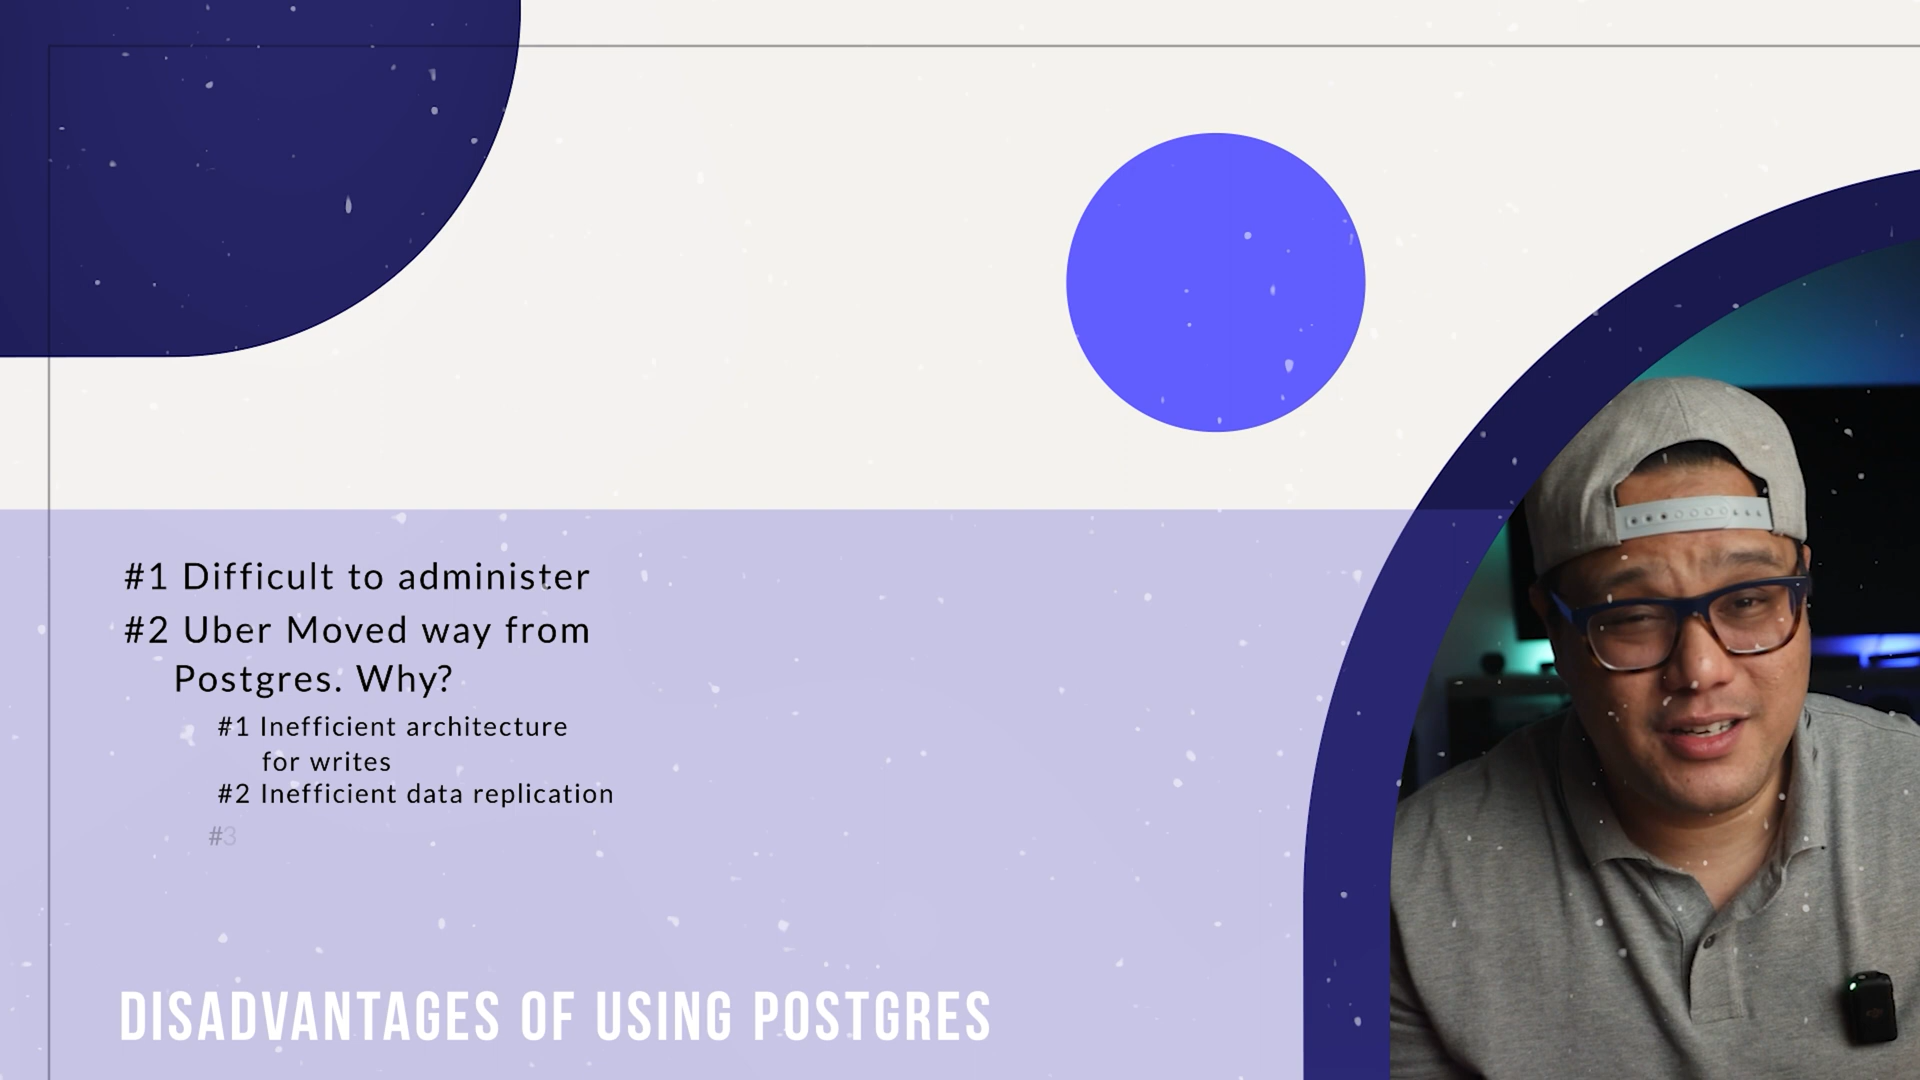 #1 Difficult to administer
#2 Uber Moved way from
Postgres. Why?
#1 Inefficient architecture
for writes
#2 Inefficient data replication
#3
DISADVANTAGES OF USING POSTGRES